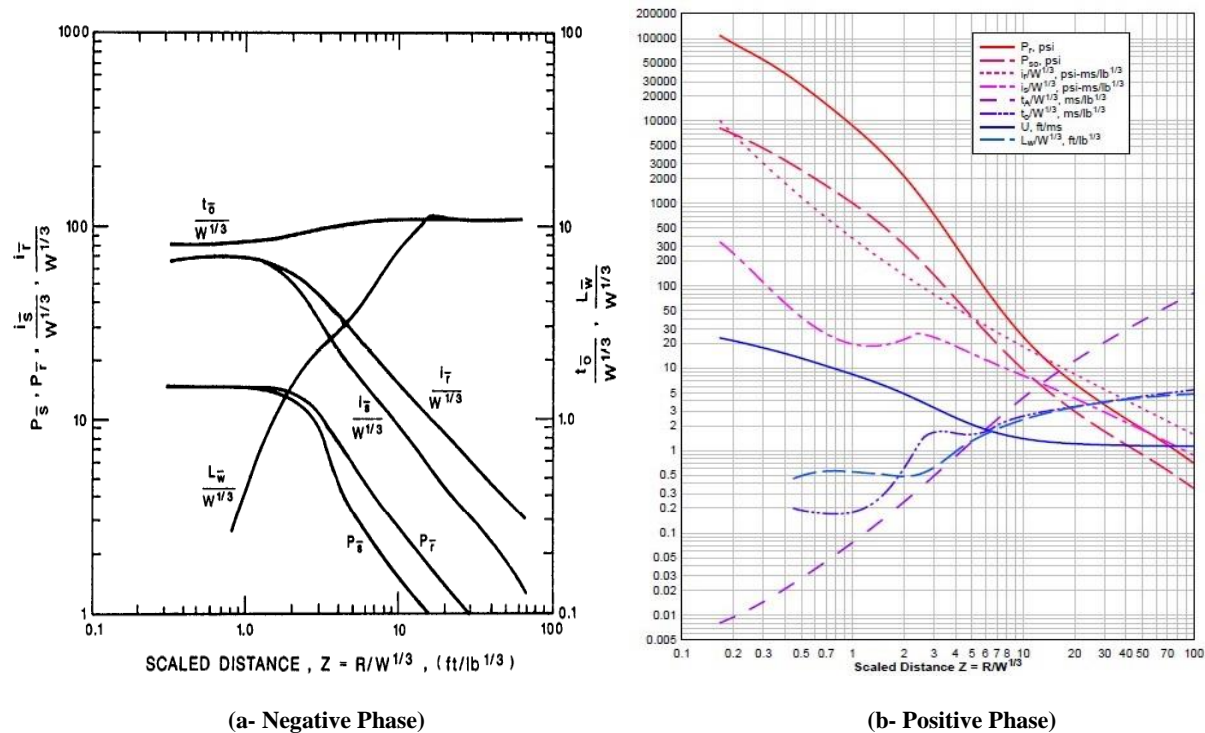 1000
100
10
1
P_s̄, P_r̄, i_s̄/W^1/3, i_r̄/W^1/3
t_ō/W^1/3
L_w̄/W^1/3
i_s̄/W^1/3
i_r̄/W^1/3
P_s̄
P_r̄
100
10
1.0
0.1
t_ō/W^1/3, L_w̄/W^1/3
0.1 1.0 10 100
SCALED DISTANCE, Z = R/W^1/3, (ft/lb^1/3)
(a- Negative Phase)
200000
100000
50000
30000
20000
10000
5000
3000
2000
1000
500
300
200
100
50
30
20
10
5
3
2
1
0.5
0.3
0.2
0.1
0.05
0.03
0.02
0.01
0.005
P_r, psi
P_so, psi
i_r/W^1/3, psi-ms/lb^1/3
i_s/W^1/3, psi-ms/lb^1/3
t_A/W^1/3, ms/lb^1/3
t_o/W^1/3, ms/lb^1/3
U, ft/ms
L_w/W^1/3, ft/lb^1/3
0.1 0.2 0.3 0.5 0.7 1 2 3 4 5 6 7 8 10 20 30 40 50 70 100
Scaled Distance Z = R/W^1/3
(b- Positive Phase)